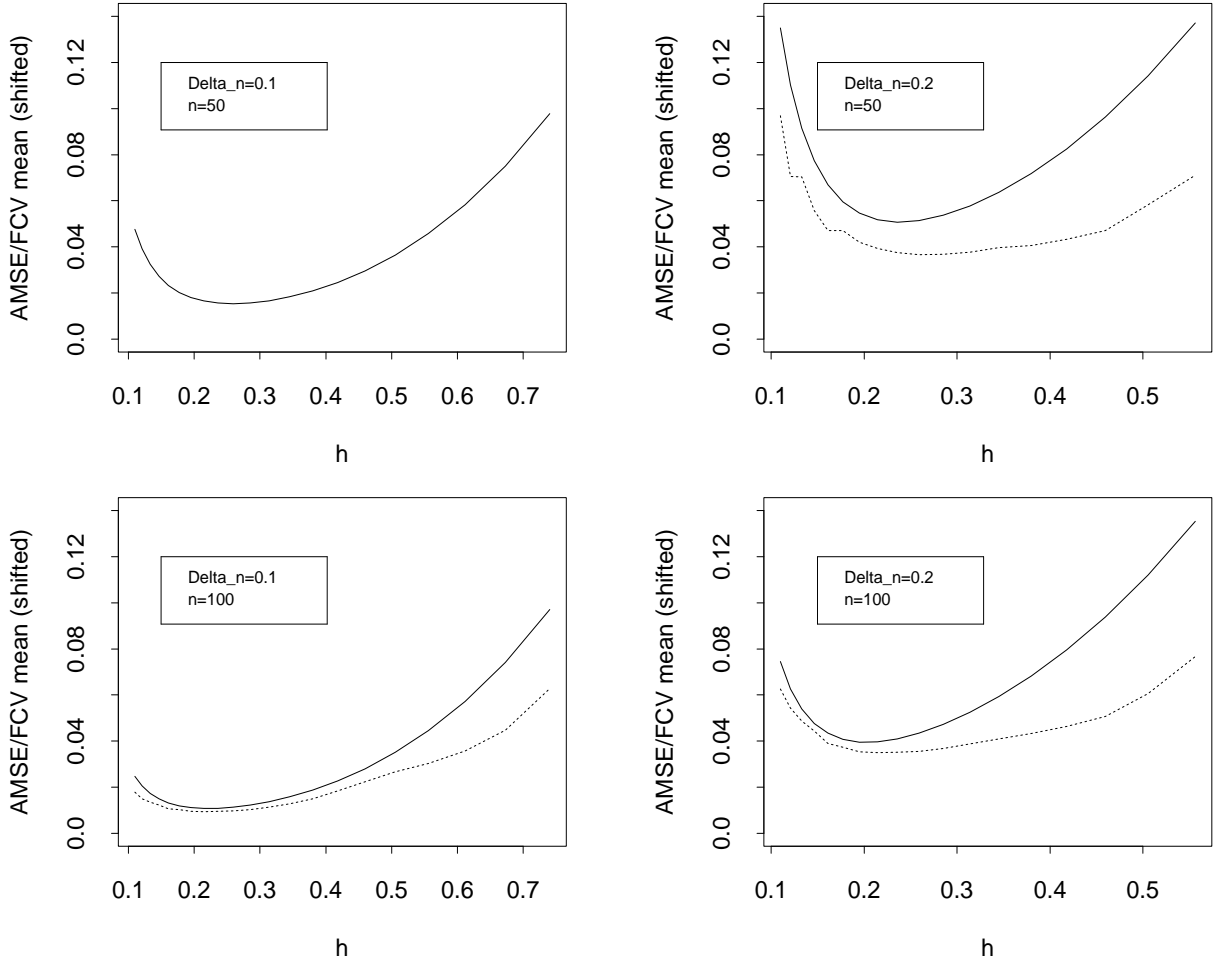 AMSE/FCV mean (shifted)
0.0 0.04 0.08 0.12
Delta_n=0.1
n=50
0.1 0.2 0.3 0.4 0.5 0.6 0.7
h
AMSE/FCV mean (shifted)
0.0 0.04 0.08 0.12
Delta_n=0.2
n=50
0.1 0.2 0.3 0.4 0.5
h
AMSE/FCV mean (shifted)
0.0 0.04 0.08 0.12
Delta_n=0.1
n=100
0.1 0.2 0.3 0.4 0.5 0.6 0.7
h
AMSE/FCV mean (shifted)
0.0 0.04 0.08 0.12
Delta_n=0.2
n=100
0.1 0.2 0.3 0.4 0.5
h